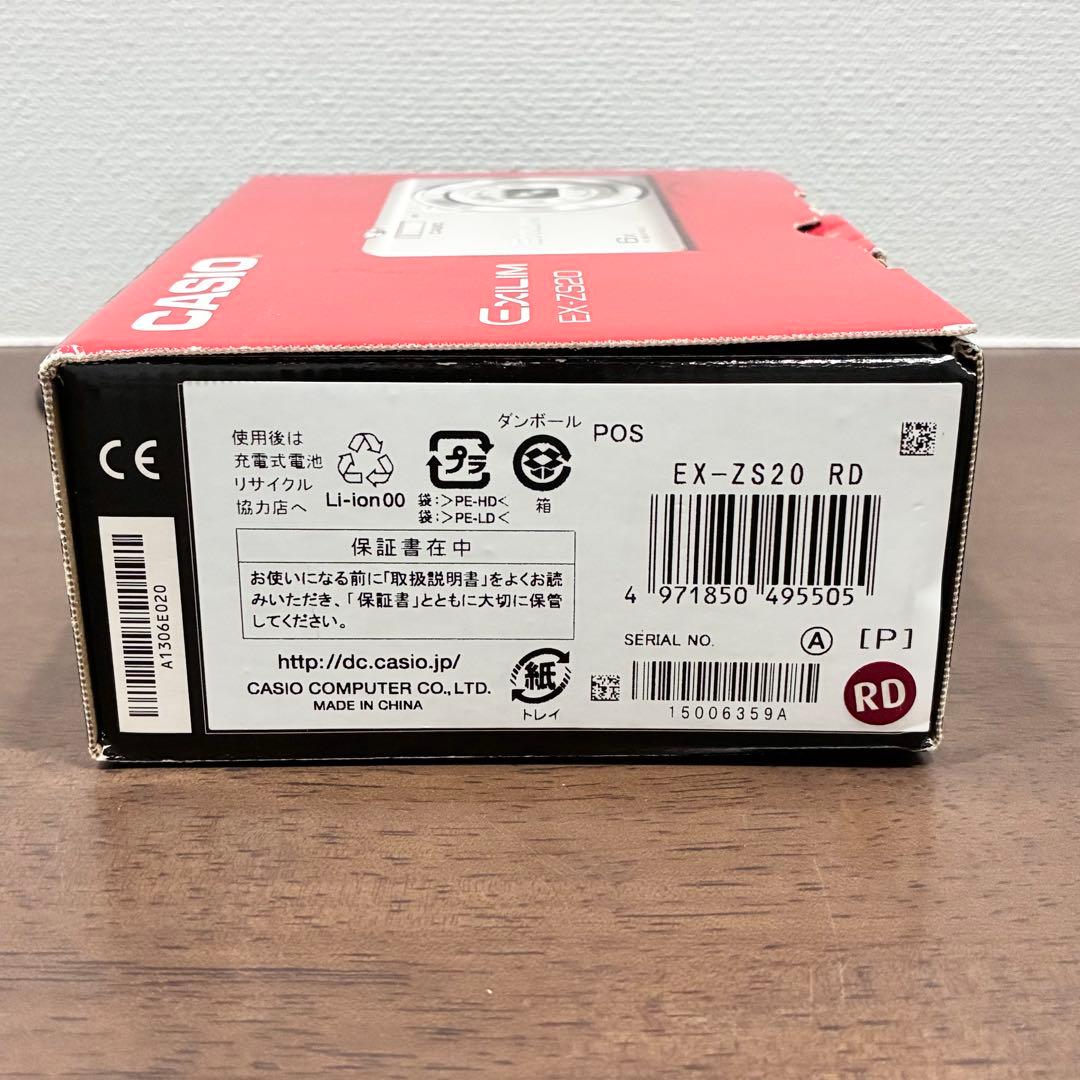 CASIO
EXILIM
EX-ZS20
6x
CE
A1306E020
使用後は
充電式電池
リサイクル
協力店へ
Li-ion 00
プラ
袋:>PE-HD<
袋:>PE-LD<
ダンボール
箱
POS
保証書在中
お使いになる前に「取扱説明書」をよくお読
みいただき、「保証書」とともに大切に保管
してください。
http://dc.casio.jp/
CASIO COMPUTER CO., LTD.
MADE IN CHINA
紙
トレイ
EX-ZS20 RD
4 971850 495505
SERIAL NO.
A [P]
15006359A
RD